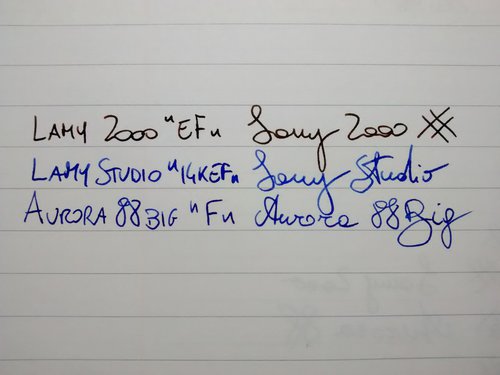 Lamy 2000 "EF" Lamy 2000
Lamy Studio "14KEF" Lamy Studio
Aurora 88 Big "F" Aurora 88 Big